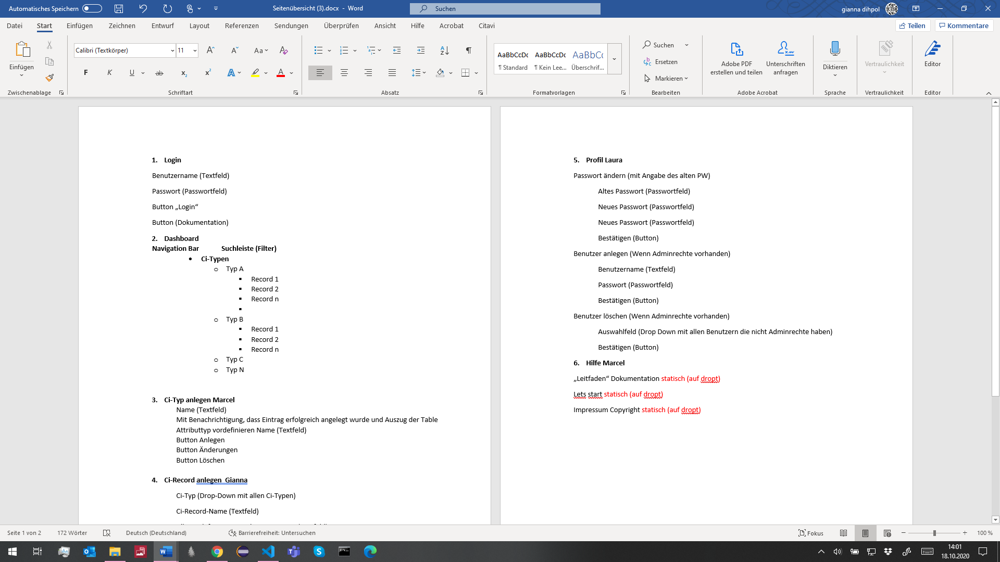 Automatisches Speichern
Seitenübersicht (3).docx - Word
Suchen
gianna dihpol
Datei Start Einfügen Zeichnen Entwurf Layout Referenzen Sendungen Überprüfen Ansicht Hilfe Acrobat Citavi
Teilen Kommentare
Einfügen
Zwischenablage
Calibri (Textkörper) 11
Aa
F K U ab x₂ x² A A
Schriftart
Absatz
AaBbCcDc AaBbCcDc AaBbCc
¶ Standard ¶ Kein Lee... Überschrif...
Formatvorlagen
Suchen
Ersetzen
Markieren
Bearbeiten
Adobe PDF
erstellen und teilen
Unterschriften
anfragen
Adobe Acrobat
Diktieren
Sprache
Vertraulichkeit
Vertraulichkeit
Editor
Editor
1. Login
Benutzername (Textfeld)
Passwort (Passwortfeld)
Button „Login“
Button (Dokumentation)
2. Dashboard
Navigation Bar Suchleiste (Filter)
• Ci-Typen
o Typ A
▪ Record 1
▪ Record 2
▪ Record n
▪
o Typ B
▪ Record 1
▪ Record 2
▪ Record n
o Typ C
o Typ N
3. Ci-Typ anlegen Marcel
Name (Textfeld)
Mit Benachrichtigung, dass Eintrag erfolgreich angelegt wurde und Auszug der Table
Attributtyp vordefinieren Name (Textfeld)
Button Anlegen
Button Änderungen
Button Löschen
4. Ci-Record anlegen Gianna
Ci-Typ (Drop-Down mit allen Ci-Typen)
Ci-Record-Name (Textfeld)
5. Profil Laura
Passwort ändern (mit Angabe des alten PW)
Altes Passwort (Passwortfeld)
Neues Passwort (Passwortfeld)
Neues Passwort (Passwortfeld)
Bestätigen (Button)
Benutzer anlegen (Wenn Adminrechte vorhanden)
Benutzername (Textfeld)
Passwort (Passwortfeld)
Bestätigen (Button)
Benutzer löschen (Wenn Adminrechte vorhanden)
Auswahlfeld (Drop Down mit allen Benutzern die nicht Adminrechte haben)
Bestätigen (Button)
6. Hilfe Marcel
„Leitfaden“ Dokumentation statisch (auf dropt)
Lets start statisch (auf dropt)
Impressum Copyright statisch (auf dropt)
Seite 1 von 2 172 Wörter Deutsch (Deutschland) Barrierefreiheit: Untersuchen
Fokus
100 %
14:01
18.10.2020